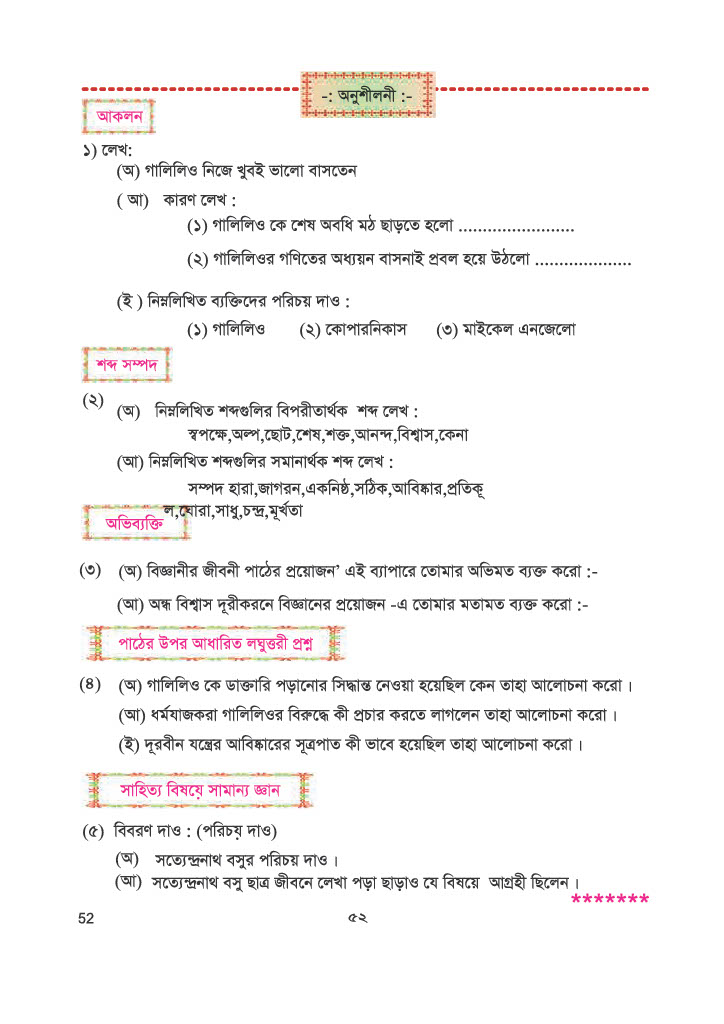 -: অনুশীলনী :-
আকলন
১) লেখ:
(অ) গালিলিও নিজে খুবই ভালো বাসতেন
( আ) কারণ লেখ :
(১) গালিলিও কে শেষ অবধি মঠ ছাড়তে হলো ........................
(২) গালিলিওর গণিতের অধ্যয়ন বাসনাই প্রবল হয়ে উঠলো ....................
(ই ) নিম্নলিখিত ব্যক্তিদের পরিচয় দাও :
(১) গালিলিও (২) কোপারনিকাস (৩) মাইকেল এনজেলো
শব্দ সম্পদ
(২)
(অ) নিম্নলিখিত শব্দগুলির বিপরীতার্থক শব্দ লেখ :
স্বপক্ষে,অল্প,ছোট,শেষ,শক্ত,আনন্দ,বিশ্বাস,কেনা
(আ) নিম্নলিখিত শব্দগুলির সমানার্থক শব্দ লেখ :
সম্পদ হারা,জাগরন,একনিষ্ঠ,সঠিক,আবিষ্কার,প্রতিকূ
ল,ঘোরা,সাধু,চন্দ্র,মূর্খতা
অভিব্যক্তি
(৩) (অ) বিজ্ঞানীর জীবনী পাঠের প্রয়োজন’ এই ব্যাপারে তোমার অভিমত ব্যক্ত করো :-
(আ) অন্ধ বিশ্বাস দূরীকরনে বিজ্ঞানের প্রয়োজন -এ তোমার মতামত ব্যক্ত করো :-
পাঠের উপর আধারিত লঘুত্তরী প্রশ্ন
(৪) (অ) গালিলিও কে ডাক্তারি পড়ানোর সিদ্ধান্ত নেওয়া হয়েছিল কেন তাহা আলোচনা করো ।
(আ) ধর্মযাজকরা গালিলিওর বিরুদ্ধে কী প্রচার করতে লাগলেন তাহা আলোচনা করো ।
(ই) দূরবীন যন্ত্রের আবিষ্কারের সূত্রপাত কী ভাবে হয়েছিল তাহা আলোচনা করো ।
সাহিত্য বিষয়ে সামান্য জ্ঞান
(৫) বিবরণ দাও : (পরিচয় দাও)
(অ) সত্যেন্দ্রনাথ বসুর পরিচয় দাও ।
(আ) সত্যেন্দ্রনাথ বসু ছাত্র জীবনে লেখা পড়া ছাড়াও যে বিষয়ে আগ্রহী ছিলেন ।
*******
52 ৫২